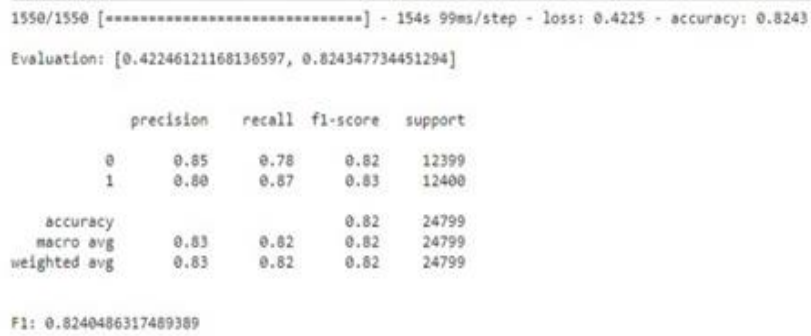 1550/1550 [==============================] - 154s 99ms/step - loss: 0.4225 - accuracy: 0.8243
Evaluation: [0.42246121168136597, 0.824347734451294]
precision recall f1-score support
0 0.85 0.78 0.82 12399
1 0.80 0.87 0.83 12400
accuracy 0.82 24799
macro avg 0.83 0.82 0.82 24799
weighted avg 0.83 0.82 0.82 24799
F1: 0.8240486317489389